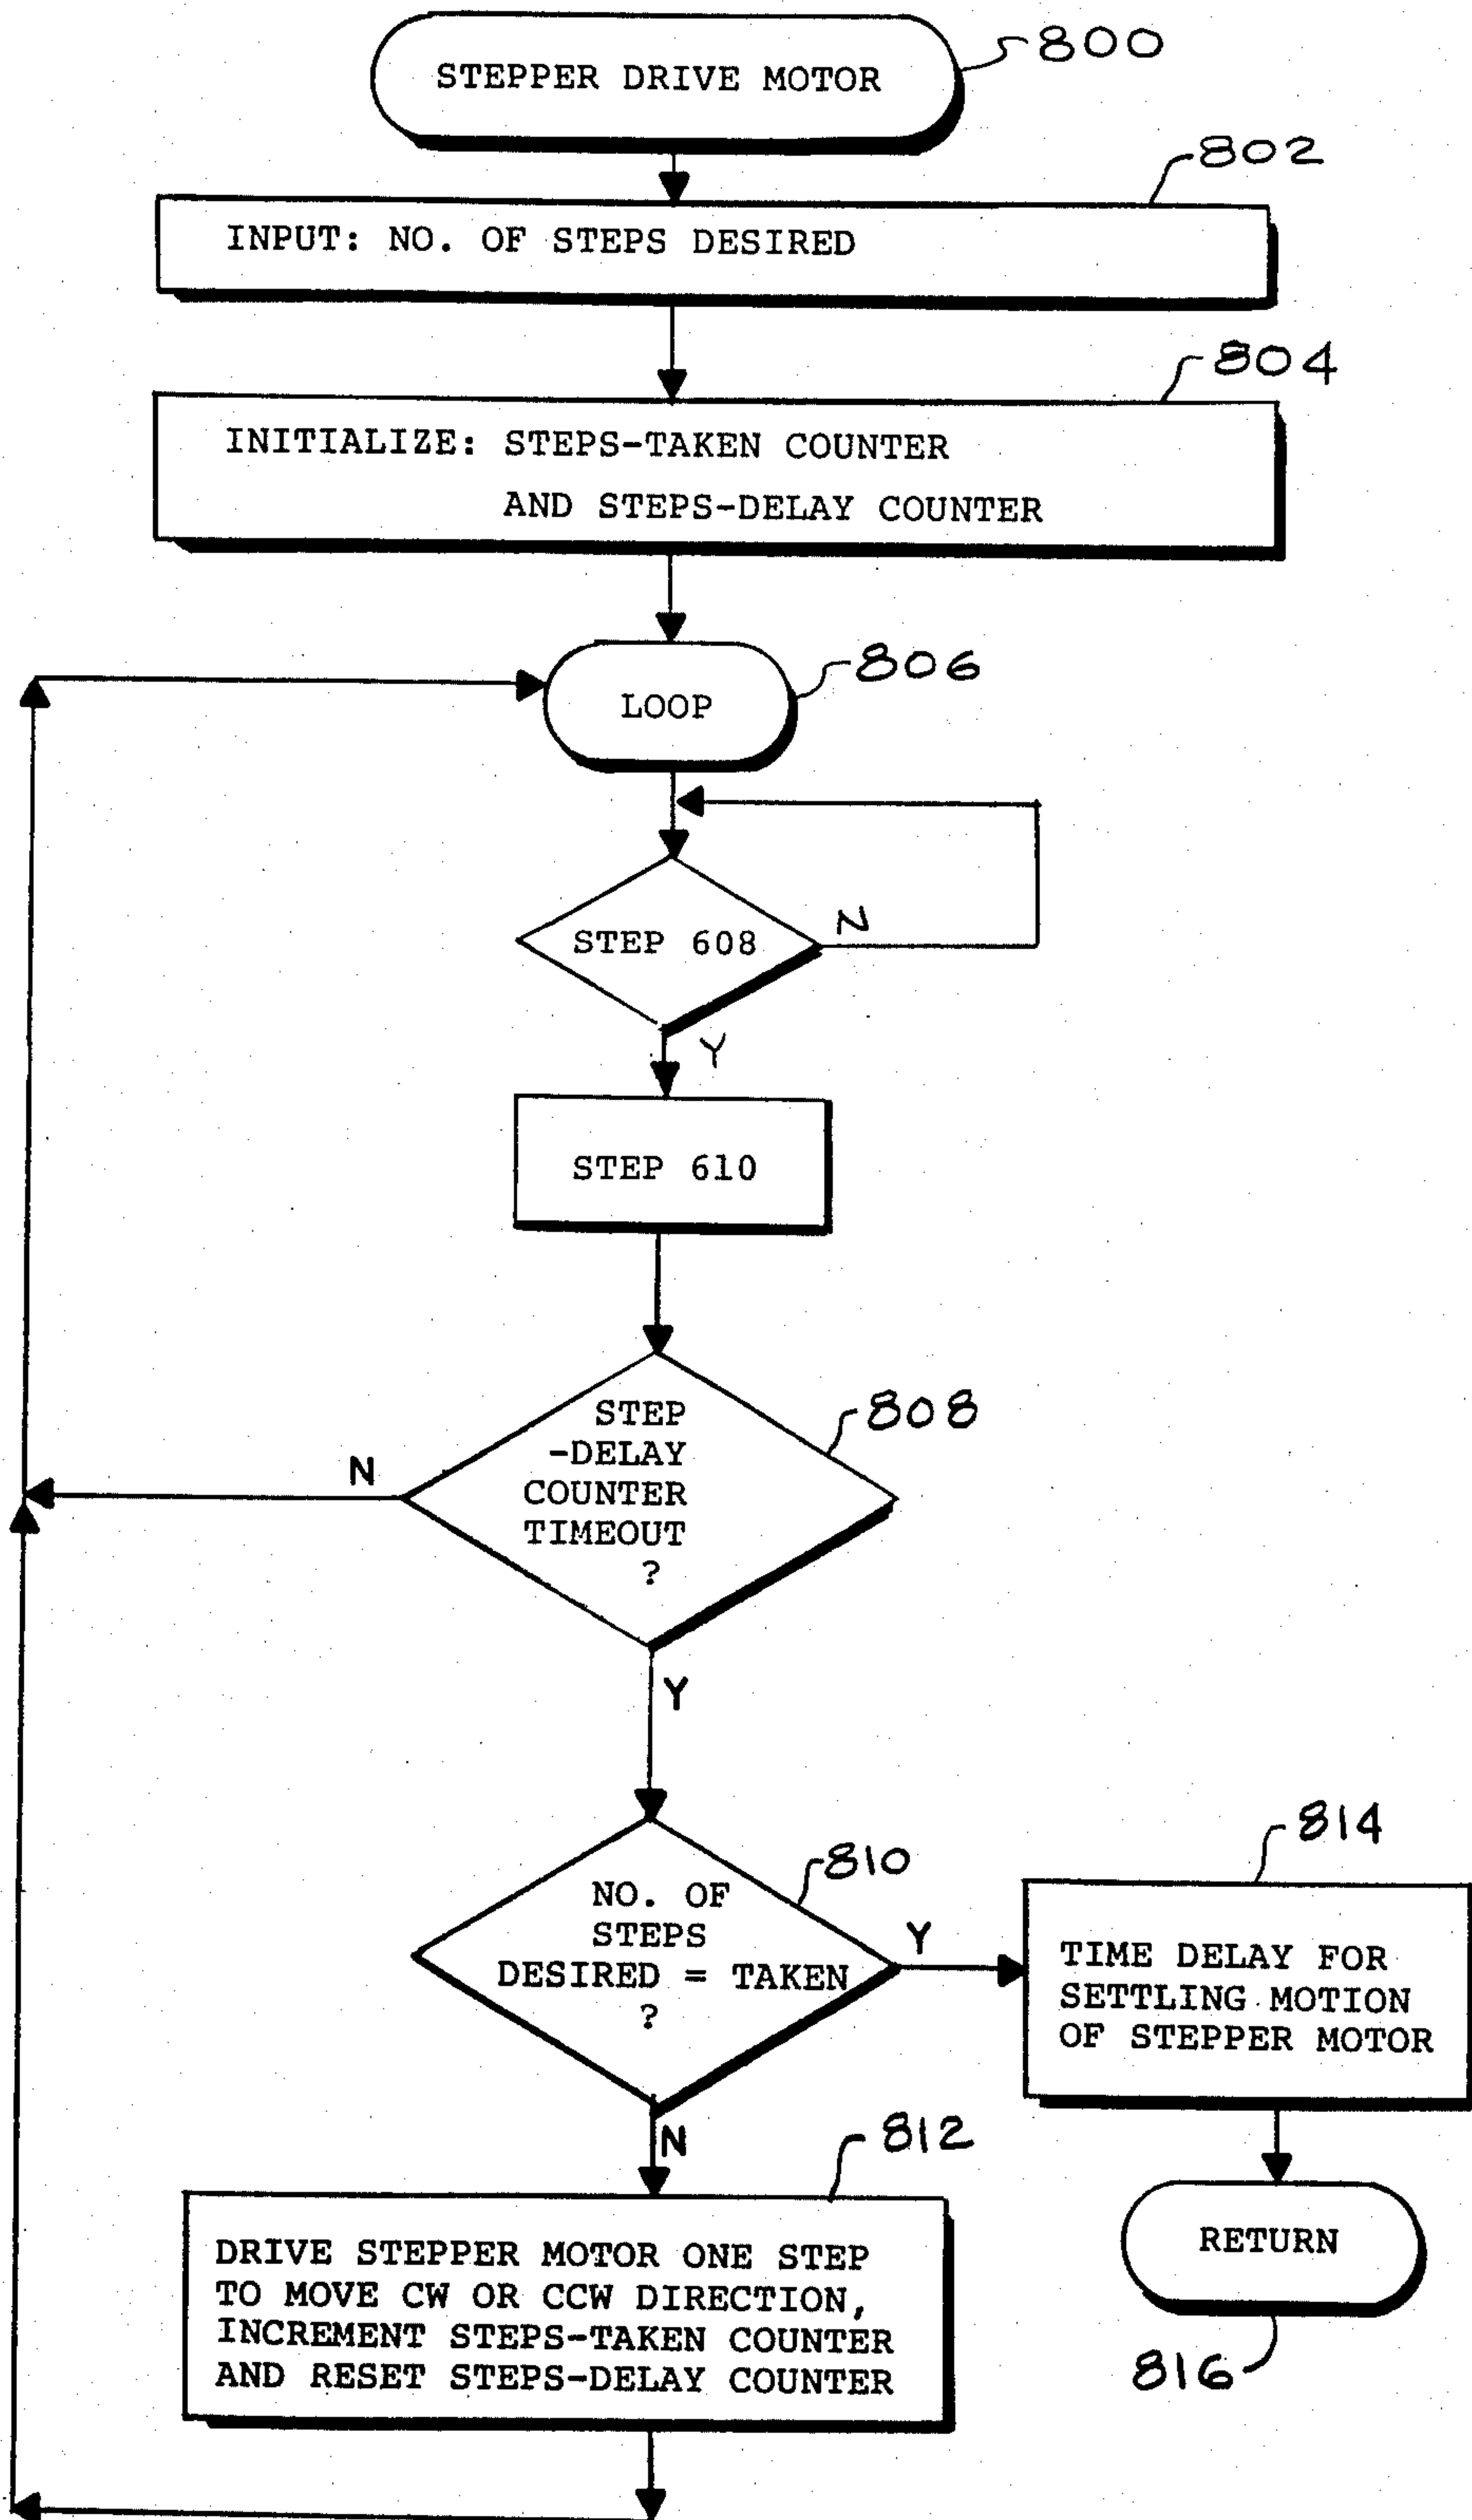 STEPPER DRIVE MOTOR
800
802
INPUT: NO. OF STEPS DESIRED
804
INITIALIZE: STEPS-TAKEN COUNTER
AND STEPS-DELAY COUNTER
806
LOOP
STEP 608
N
Y
STEP 610
808
STEP
-DELAY
COUNTER
TIMEOUT
?
N
Y
810
NO. OF
STEPS
DESIRED = TAKEN
?
Y
814
TIME DELAY FOR
SETTLING MOTION
OF STEPPER MOTOR
N
812
DRIVE STEPPER MOTOR ONE STEP
TO MOVE CW OR CCW DIRECTION,
INCREMENT STEPS-TAKEN COUNTER
AND RESET STEPS-DELAY COUNTER
RETURN
816